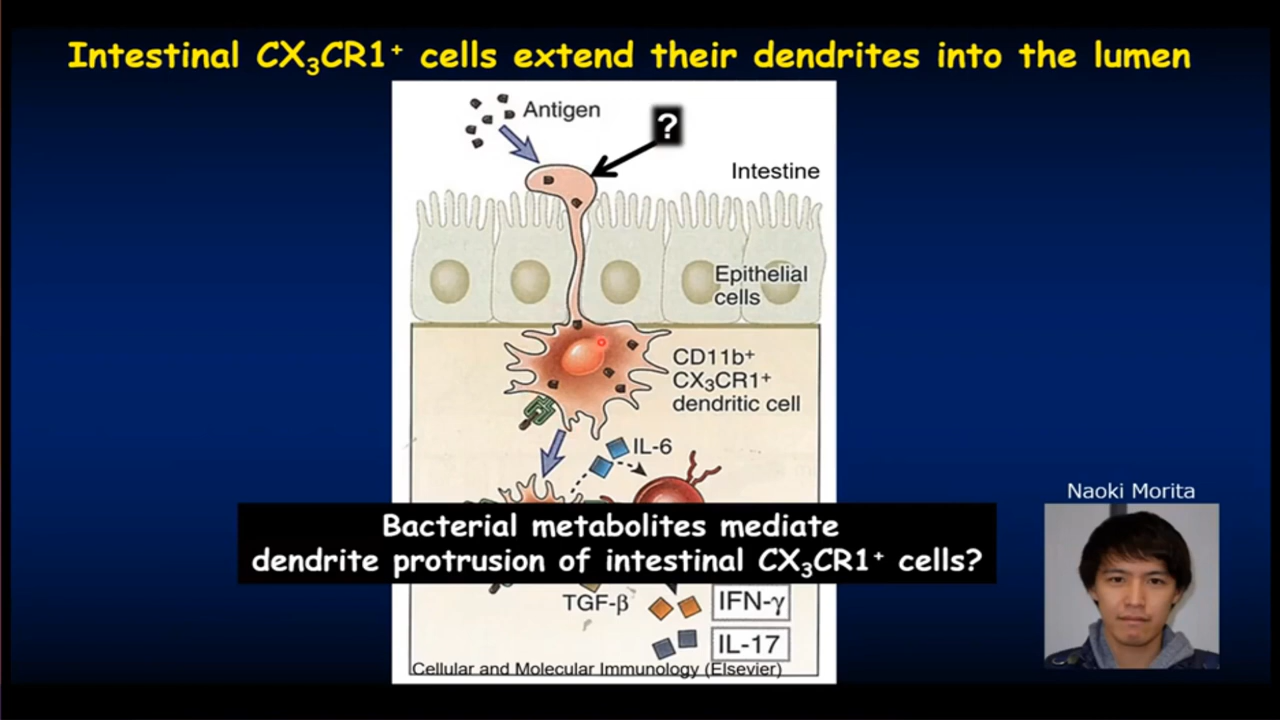 Intestinal CX₃CR1⁺ cells extend their dendrites into the lumen
Antigen
?
Intestine
Epithelial
cells
CD11b⁺
CX₃CR1⁺
dendritic cell
IL-6
Naoki Morita
Bacterial metabolites mediate
dendrite protrusion of intestinal CX₃CR1⁺ cells?
TGF-β
IFN-γ
IL-17
Cellular and Molecular Immunology (Elsevier)